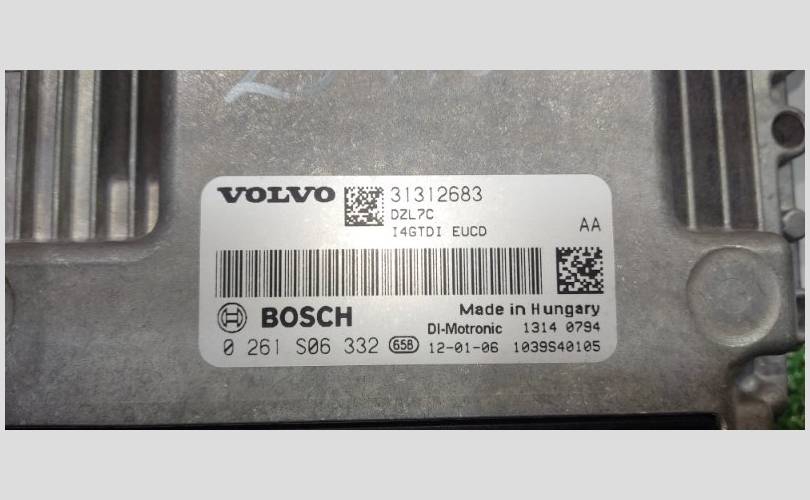 VOLVO 31312683
DZL7C
I4GTDI EUCD AA
BOSCH Made in Hungary
DI-Motronic 1314 0794
0 261 S06 332 658 12-01-06 1039S40105